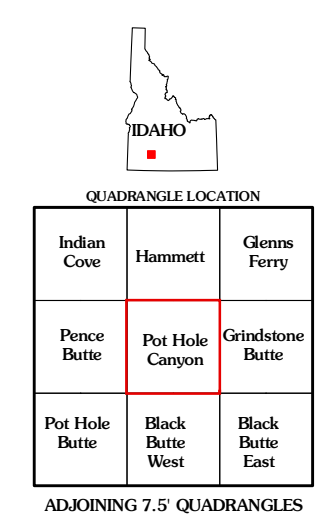 IDAHO
QUADRANGLE LOCATION
Indian
Cove
Hammett
Glenns
Ferry
Pence
Butte
Pot Hole
Canyon
Grindstone
Butte
Pot Hole
Butte
Black
Butte
West
Black
Butte
East
ADJOINING 7.5' QUADRANGLES